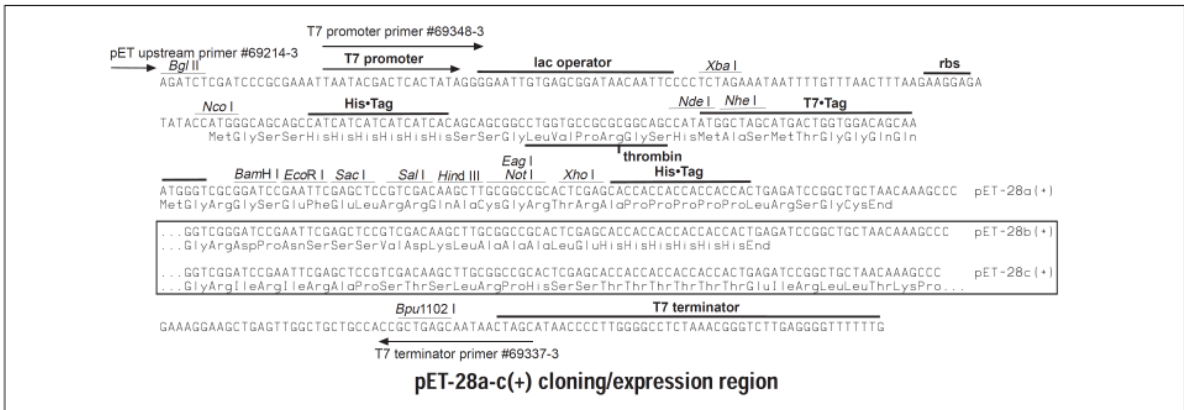 T7 promoter primer #69348-3
pET upstream primer #69214-3
Bgl II
T7 promoter
lac operator
Xba I
rbs
AGATCTCGATCCCGCGAAATTAATACGACTCACTATAGGGGAATTGTGAGCGGATAACAATTCCCCTCTAGAAATAATTTTGTTTAACTTTAAGAAGGAGA
Nco I
His•Tag
Nde I
Nhe I
T7•Tag
TATACCATGGGCAGCAGCCATCATCATCATCATCACAGCAGCGGCCTGGTGCCGCGCGGCAGCCATATGGCTAGCATGACTGGTGGACAGCAA
MetGlySerSerHisHisHisHisHisHisSerSerGlyLeuValProArgGlySerHisMetAlaSerMetThrGlyGlyGlnGln
thrombin
BamH I
EcoR I
Sac I
Sal I
Hind III
Eag I
Not I
Xho I
His•Tag
ATGGGTCGCGGATCCGAATTCGAGCTCCGTCGACAAGCTTGCGGCCGCACTCGAGCACCACCACCACCACCACTGAGATCCGGCTGCTAACAAAGCCC pET-28a(+)
MetGlyArgGlySerGluPheGluLeuArgArgGlnAlaCysGlyArgThrArgAlaProProProProProLeuArgSerGlyCysEnd
...GGTCGGGATCCGAATTCGAGCTCCGTCGACAAGCTTGCGGCCGCACTCGAGCACCACCACCACCACCACTGAGATCCGGCTGCTAACAAAGCCC pET-28b(+)
...GlyArgAspProAsnSerSerSerValAspLysLeuAlaAlaAlaLeuGluHisHisHisHisHisHisEnd
...GGTCGGATCCGAATTCGAGCTCCGTCGACAAGCTTGCGGCCGCACTCGAGCACCACCACCACCACCACTGAGATCCGGCTGCTAACAAAGCCC pET-28c(+)
...GlyArgIleArgIleArgAlaProSerThrSerLeuArgProHisSerSerThrThrThrThrThrThrGluIleArgLeuLeuThrLysPro...
Bpu1102 I
T7 terminator
GAAAGGAAGCTGAGTTGGCTGCTGCCACCGCTGAGCAATAACTAGCATAACCCCTTGGGGCCTCTAAACGGGTCTTGAGGGGTTTTTTG
T7 terminator primer #69337-3
pET-28a-c(+) cloning/expression region